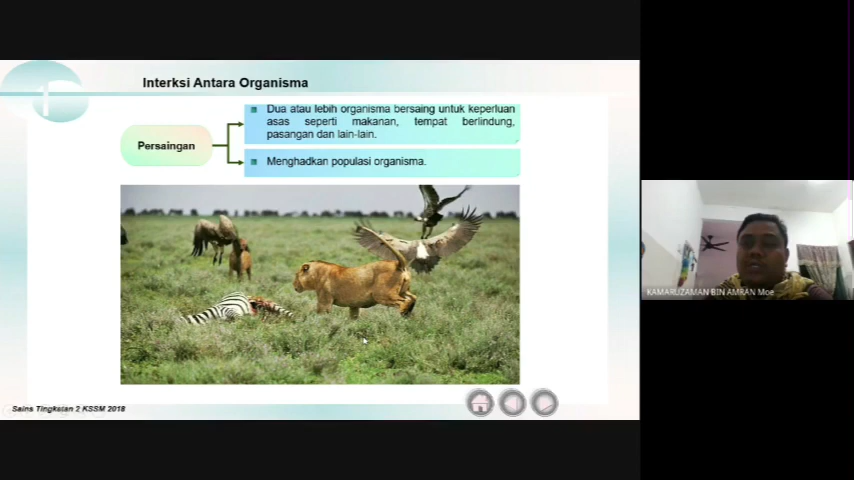 Interksi Antara Organisma
Dua atau lebih organisma bersaing untuk keperluan
asas seperti makanan, tempat berlindung,
pasangan dan lain-lain.
Persaingan
Menghadkan populasi organisma.
KAMARUZAMAN BIN AMRAN Moe
Sains Tingkatan 2 KSSM 2018